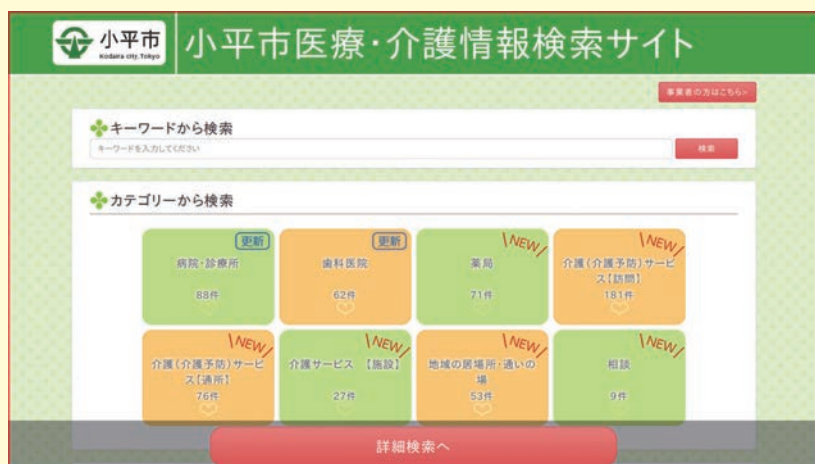 小平市
Kodaira city,Tokyo
小平市医療・介護情報検索サイト
事業者の方はこちら>
キーワードから検索
キーワードを入力してください
検索
カテゴリーから検索
更新
病院・診療所
88件
更新
歯科医院
62件
NEW
薬局
71件
NEW
介護(介護予防)サービ
ス【訪問】
181件
NEW
介護(介護予防)サービ
ス【通所】
76件
NEW
介護サービス 【施設】
27件
NEW
地域の居場所・通いの
場
53件
NEW
相談
9件
詳細検索へ